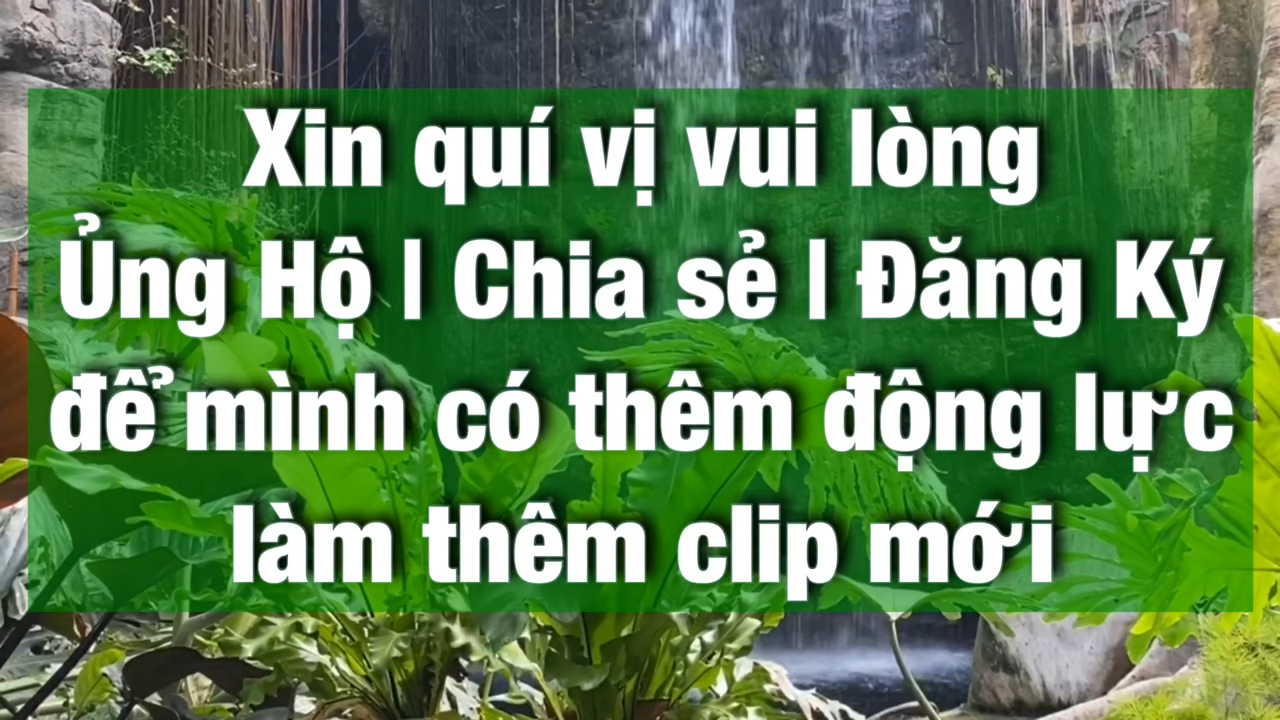 Xin quí vị vui lòng
Ủng Hộ | Chia sẻ | Đăng Ký
để mình có thêm động lực
làm thêm clip mới